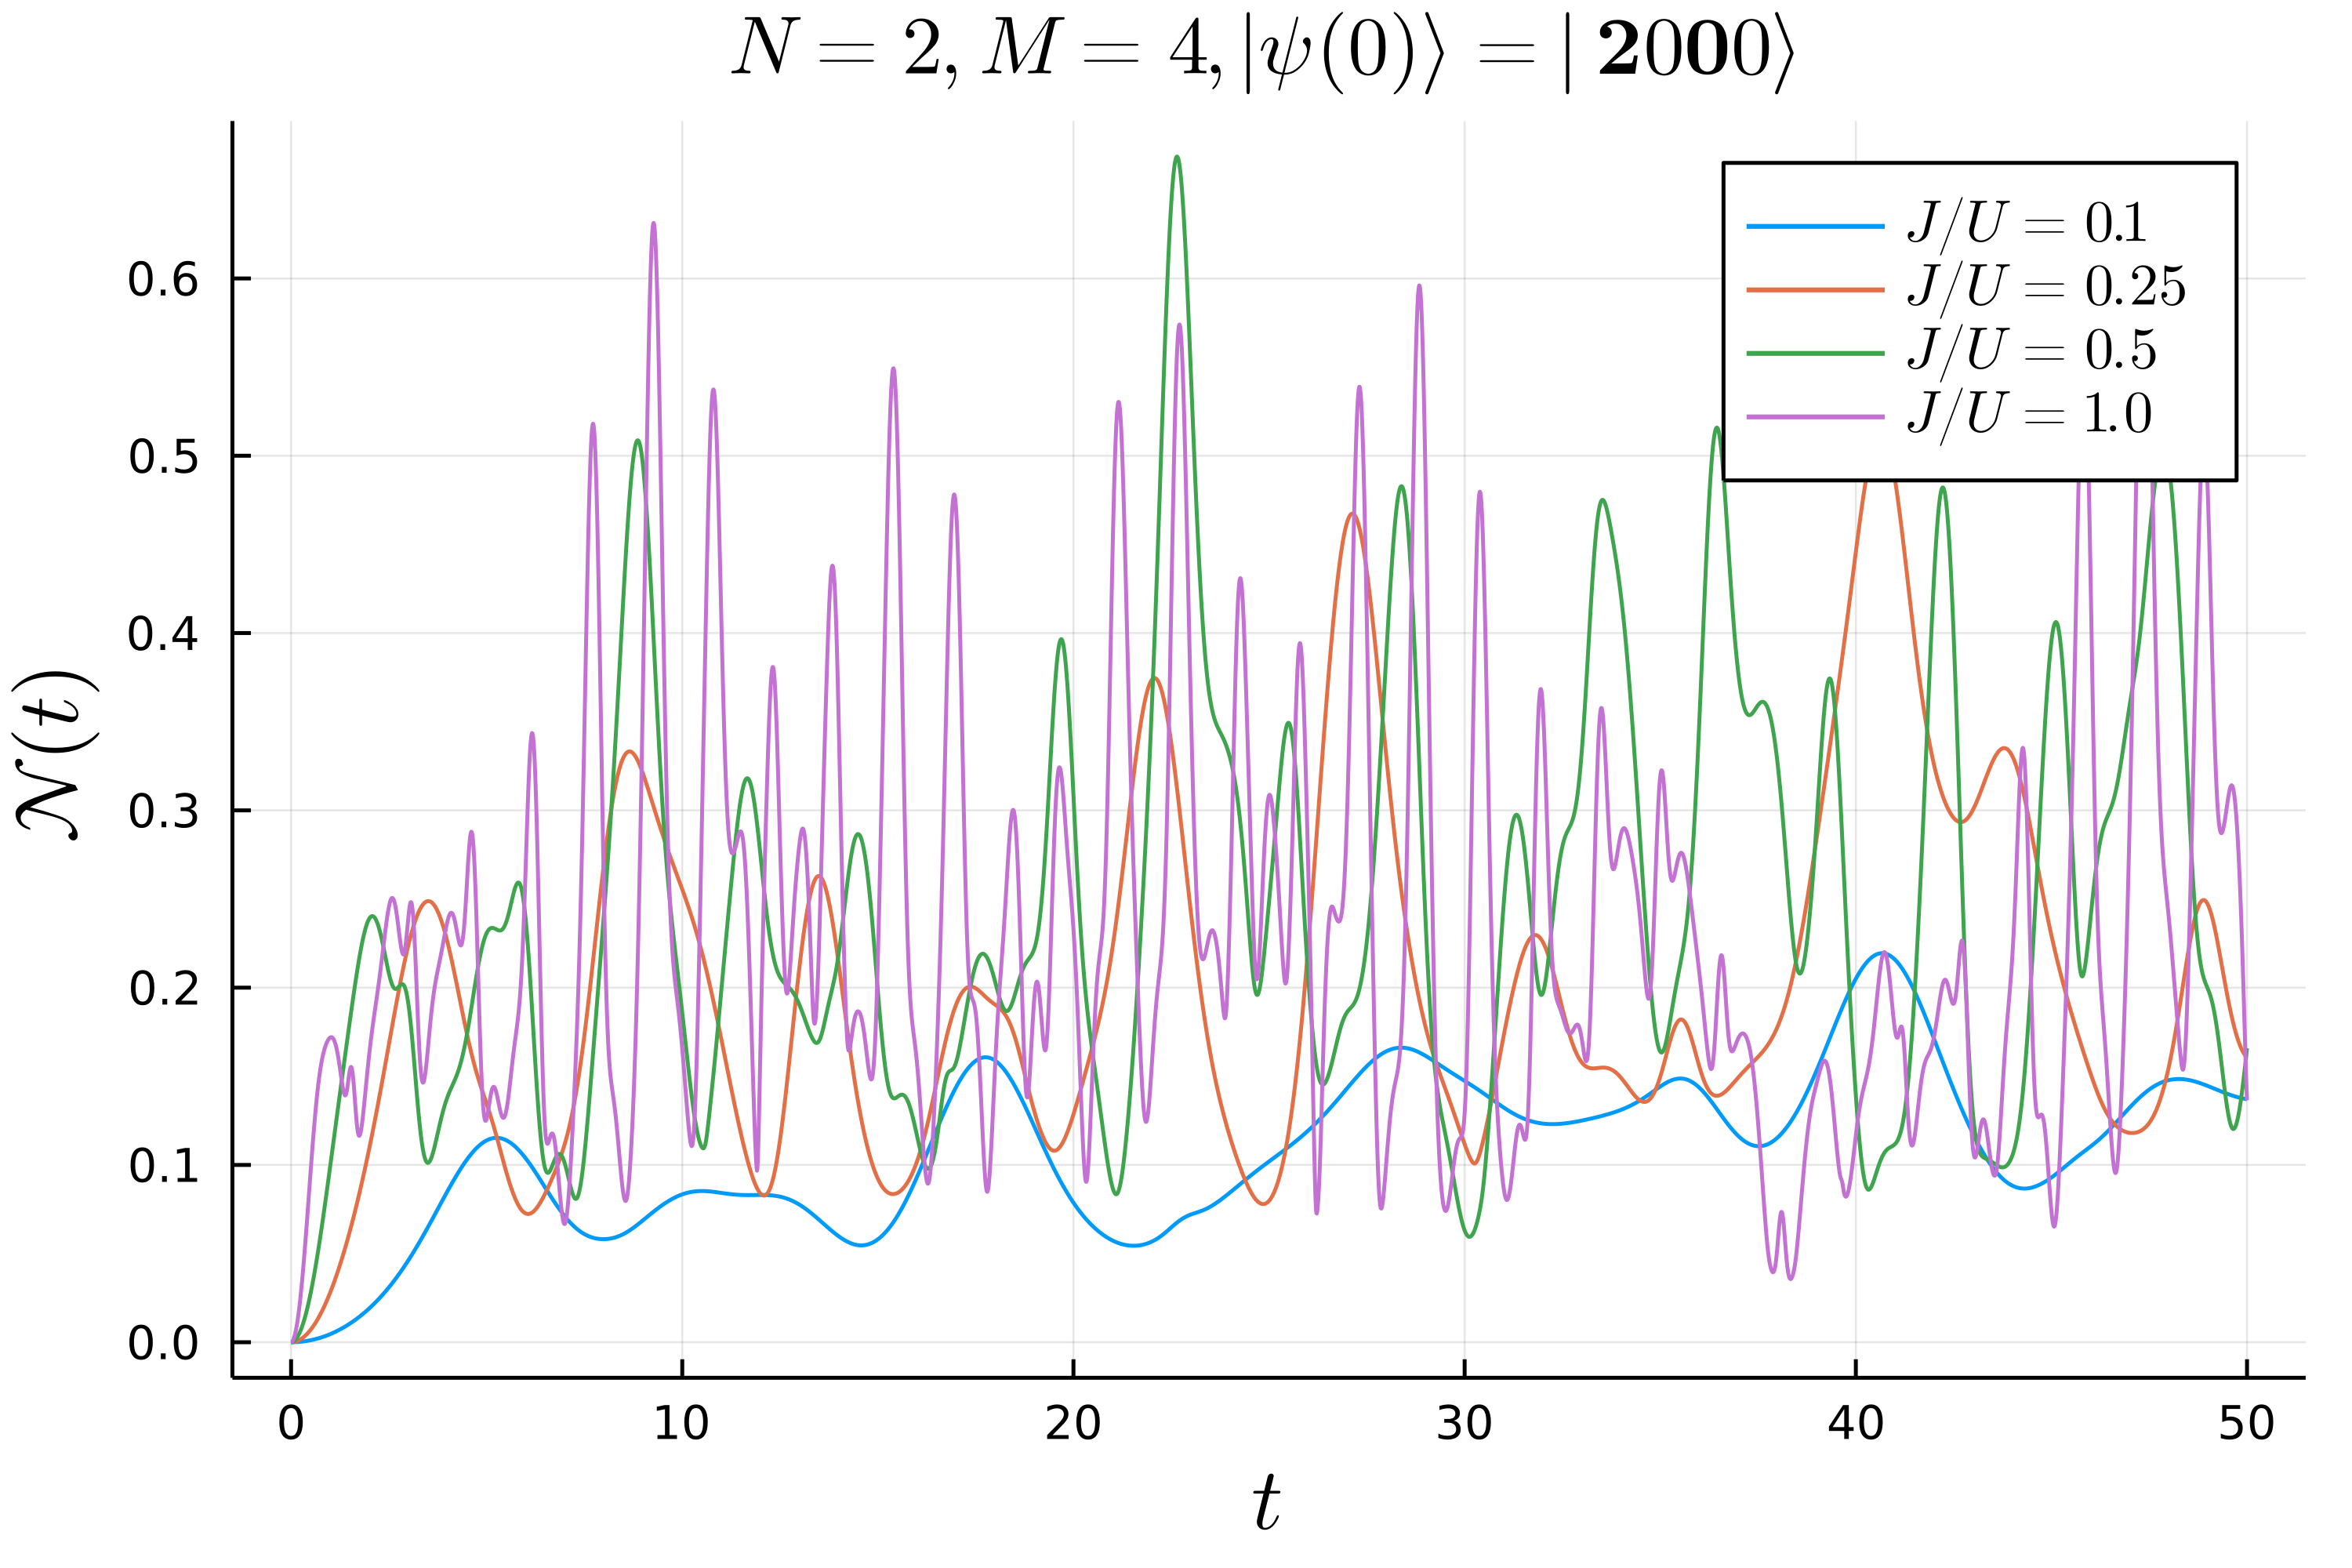 N = 2, M = 4, |ψ(0)⟩ = | 2000⟩
J/U = 0.1
J/U = 0.25
J/U = 0.5
J/U = 1.0
0.6
0.5
0.4
0.3
0.2
0.1
0.0
𝒩(t)
0 10 20 30 40 50
t